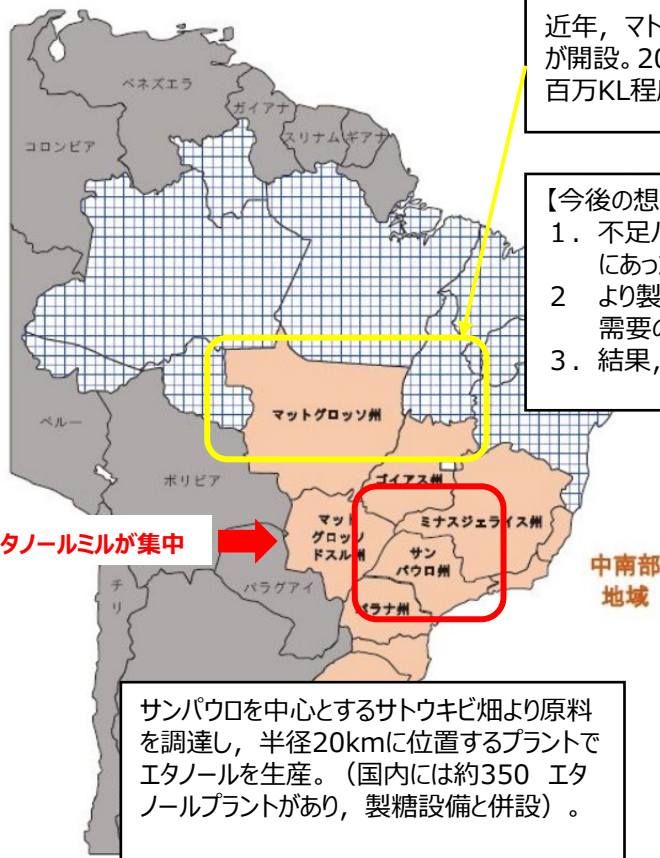 近年，マト
が開設。20
百万KL程
【今後の想
1．不足
にあっ
2　より製
需要の
3．結果，
ベネズエラ
ガイアナ
スリナム
ギアナ
コロンビア
ペルー
マットグロッソ州
ボリビア
ゴイアス州
ミナスジェライス州
マット
グロッソ
ドスル州
サン
パウロ州
タノールミルが集中
パラグアイ
チリ
パラナ州
中南部
地域
サンパウロを中心とするサトウキビ畑より原料
を調達し，半径20kmに位置するプラントで
エタノールを生産。（国内には約350 エタ
ノールプラントがあり，製糖設備と併設）。